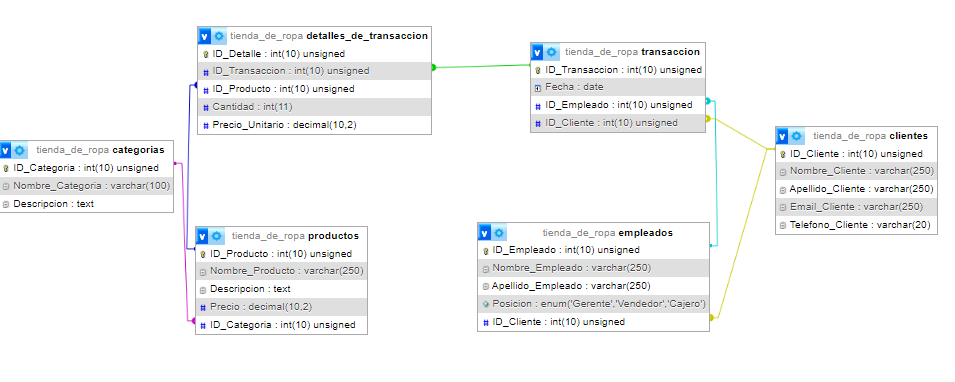 tienda_de_ropa detalles_de_transaccion
ID_Detalle : int(10) unsigned
ID_Transaccion : int(10) unsigned
ID_Producto : int(10) unsigned
Cantidad : int(11)
Precio_Unitario : decimal(10,2)
tienda_de_ropa transaccion
ID_Transaccion : int(10) unsigned
Fecha : date
ID_Empleado : int(10) unsigned
ID_Cliente : int(10) unsigned
tienda_de_ropa clientes
ID_Cliente : int(10) unsigned
Nombre_Cliente : varchar(250)
Apellido_Cliente : varchar(250)
Email_Cliente : varchar(250)
Telefono_Cliente : varchar(20)
tienda_de_ropa categorias
ID_Categoria : int(10) unsigned
Nombre_Categoria : varchar(100)
Descripcion : text
tienda_de_ropa productos
ID_Producto : int(10) unsigned
Nombre_Producto : varchar(250)
Descripcion : text
Precio : decimal(10,2)
ID_Categoria : int(10) unsigned
tienda_de_ropa empleados
ID_Empleado : int(10) unsigned
Nombre_Empleado : varchar(250)
Apellido_Empleado : varchar(250)
Posicion : enum('Gerente','Vendedor','Cajero')
ID_Cliente : int(10) unsigned